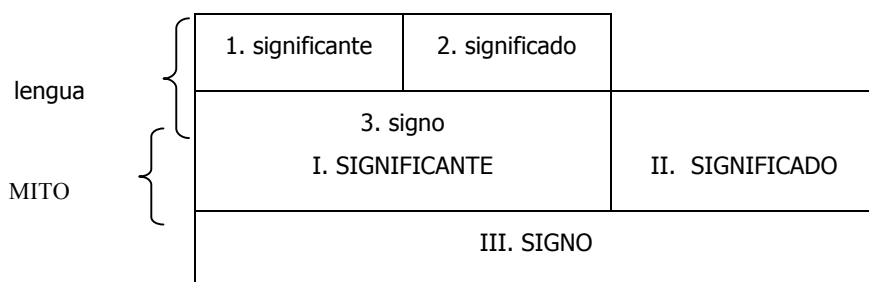 1. significante 2. significado
lengua
3. signo
I. SIGNIFICANTE II. SIGNIFICADO
MITO
III. SIGNO